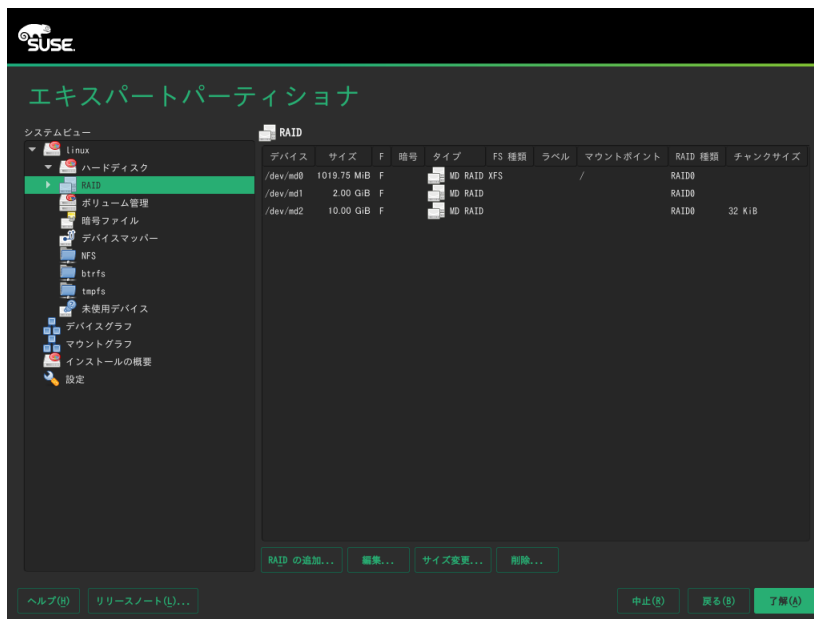 SUSE
エキスパートパーティショナ
システムビュー
linux
ハードディスク
RAID
ボリューム管理
暗号ファイル
デバイスマッパー
NFS
btrfs
tmpfs
未使用デバイス
デバイスグラフ
マウントグラフ
インストールの概要
設定
RAID
デバイス サイズ F 暗号 タイプ FS 種類 ラベル マウントポイント RAID 種類 チャンクサイズ
/dev/md0 1019.75 MiB F MD RAID XFS / RAID0
/dev/md1 2.00 GiB F MD RAID RAID0
/dev/md2 10.00 GiB F MD RAID RAID0 32 KiB
RAID の追加... 編集... サイズ変更... 削除...
ヘルプ(H) リリースノート(L)... 中止(R) 戻る(B) 了解(A)